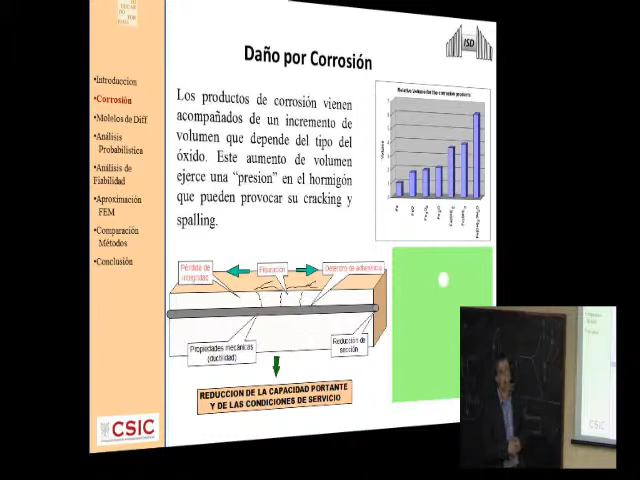 Daño por Corrosión
ISD
•Introduccion
•Corrosión
•Molelos de Diff
•Análisis
Probabilistica
•Análisis de
Fiabilidad
•Aproximación
FEM
•Comparación
Métodos
•Conclusión
Los productos de corrosión vienen
acompañados de un incremento de
volumen que depende del tipo del
óxido. Este aumento de volumen
ejerce una “presion” en el hormigón
que pueden provocar su cracking y
spalling.
Relative Volume for the corrosion products
Volume
Pérdida de
integridad
Fisuración
Deterioro de adherencia
Propiedades mecánicas
(ductilidad)
Reducción de
sección
REDUCCION DE LA CAPACIDAD PORTANTE
Y DE LAS CONDICIONES DE SERVICIO
CSIC
CSIC